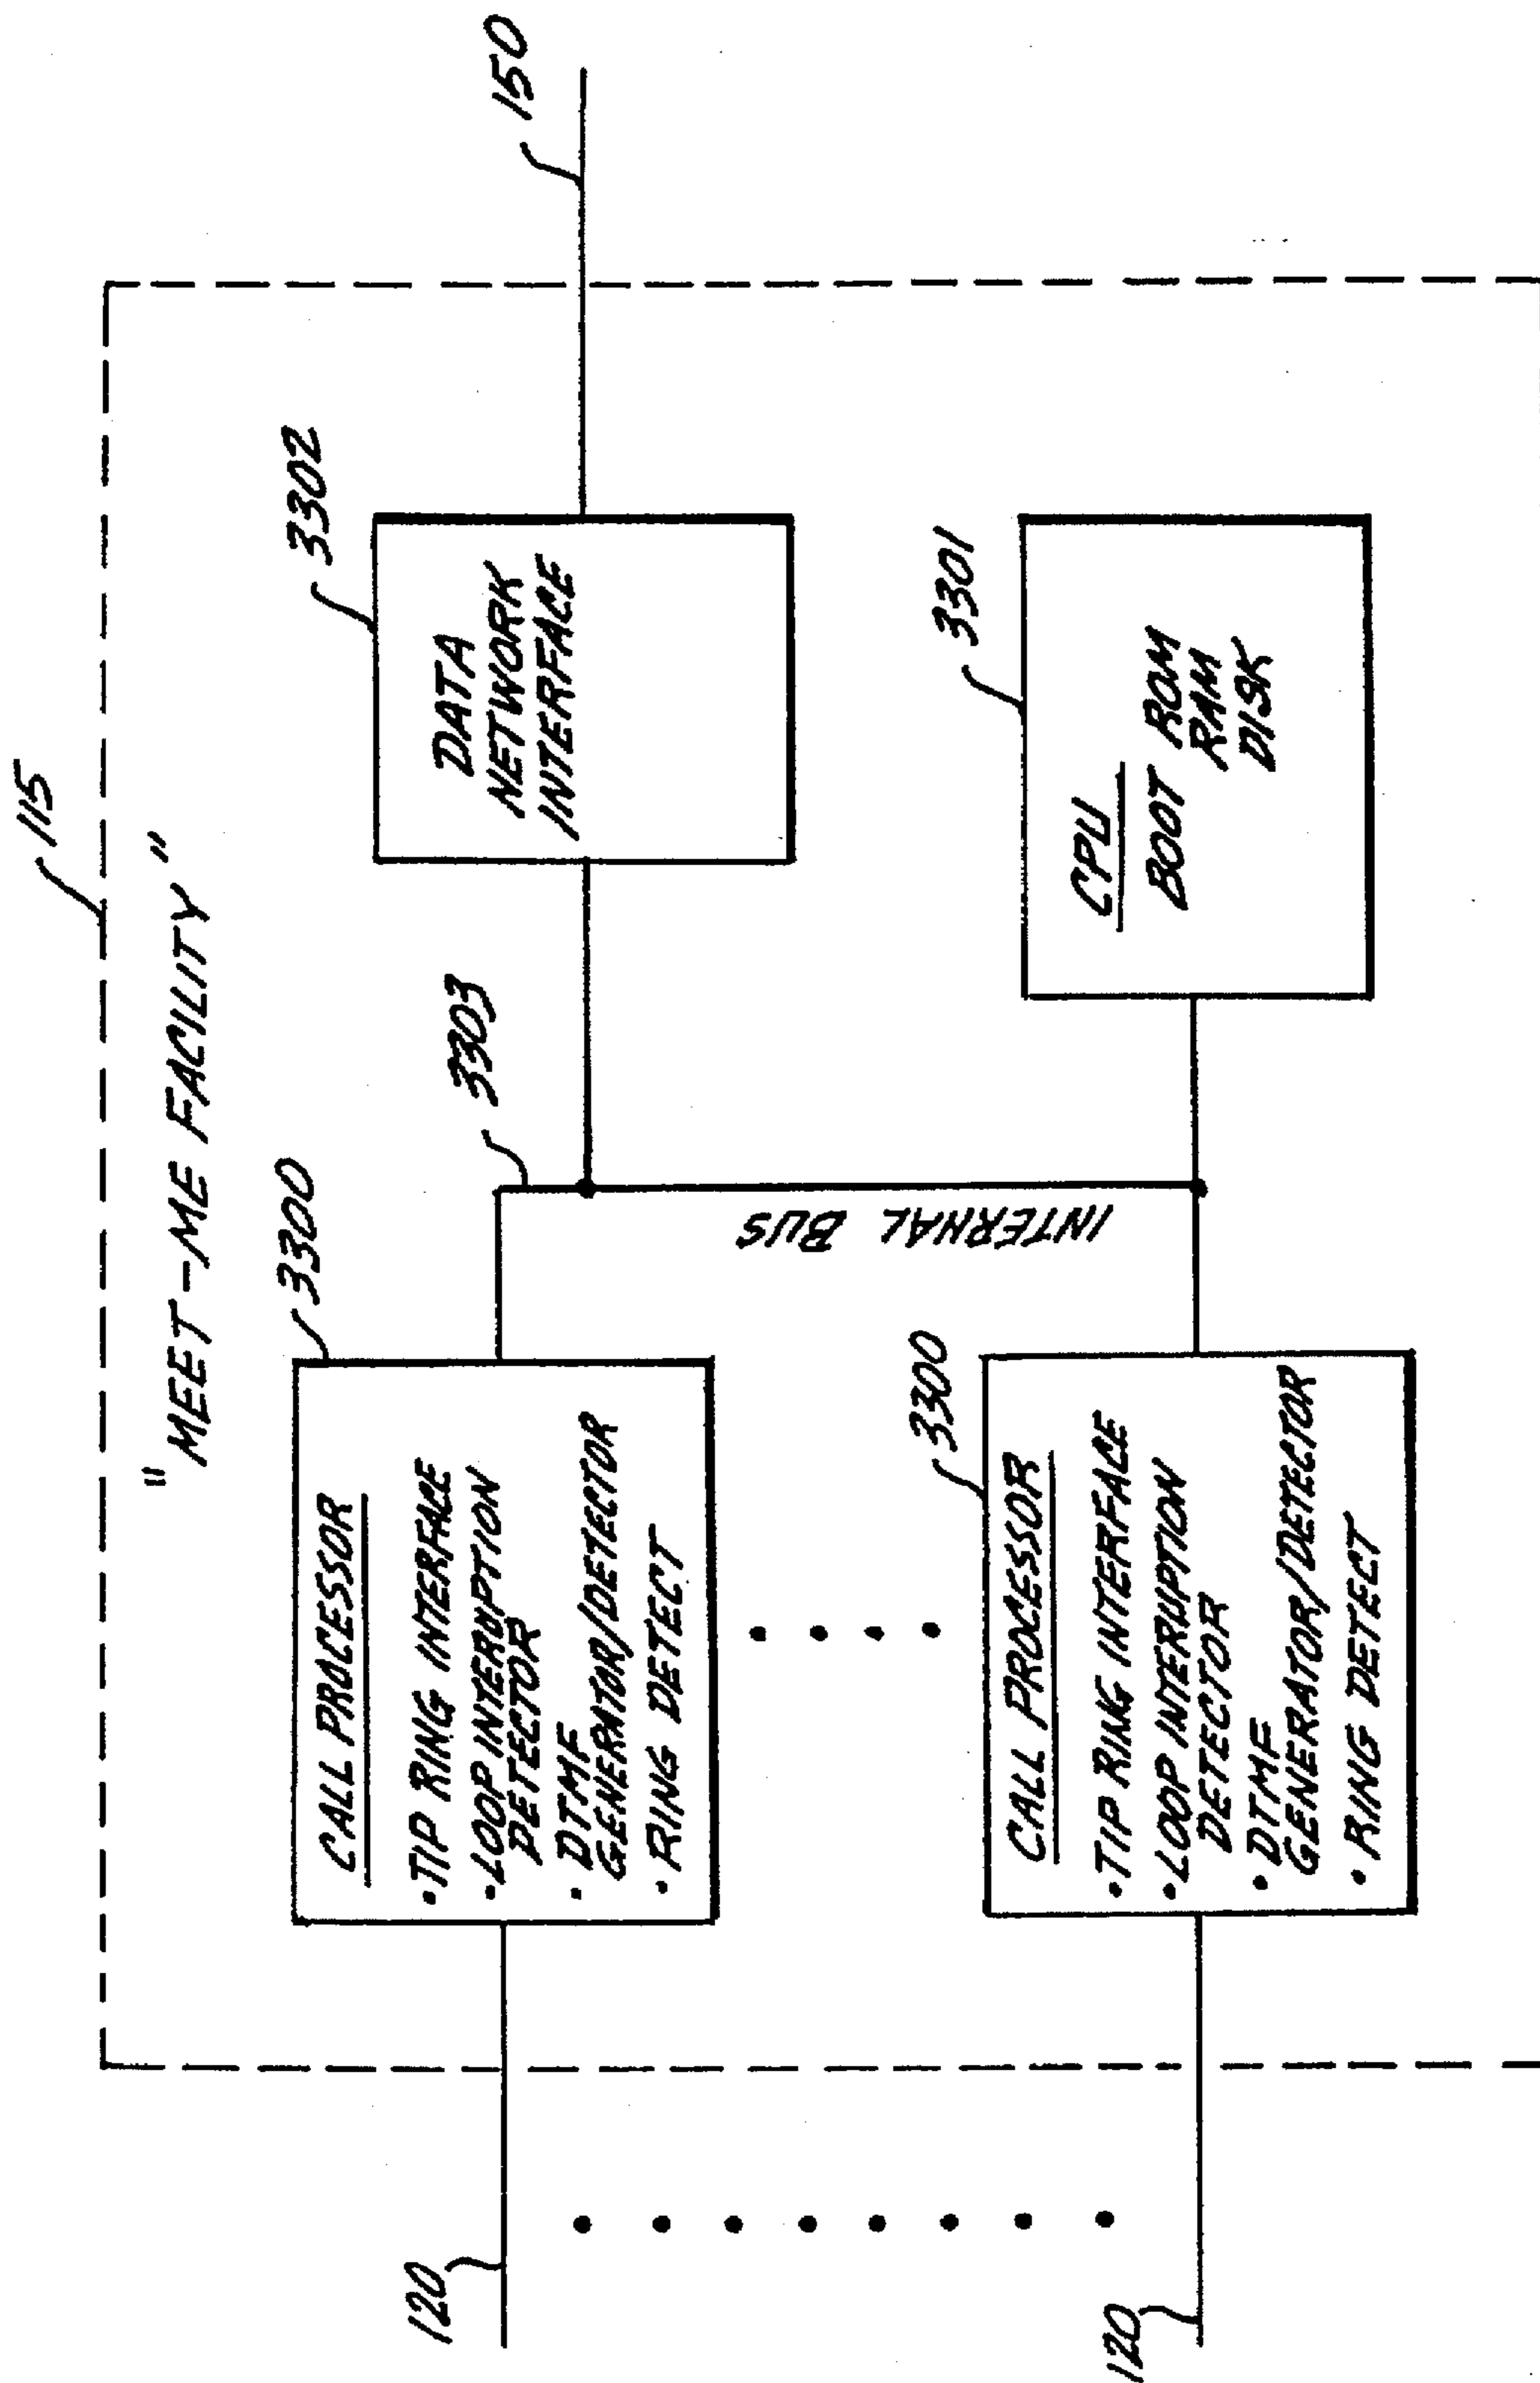 115
"MEET-ME FACILITY"
3300
CALL PROCESSOR
•TIP RING INTERFACE
•LOOP INTERRUPTION
DETECTOR
• DTMF
GENERATOR/DETECTOR
• RING DETECT
3303
3302
DATA
NETWORK
INTERFACE
150
120
INTERNAL BUS
3300
CALL PROCESSOR
•TIP RING INTERFACE
•LOOP INTERRUPTION
DETECTOR
• DTMF
GENERATOR/DETECTOR
• RING DETECT
3301
CPU
BOOT ROM
RAM
DISK
120